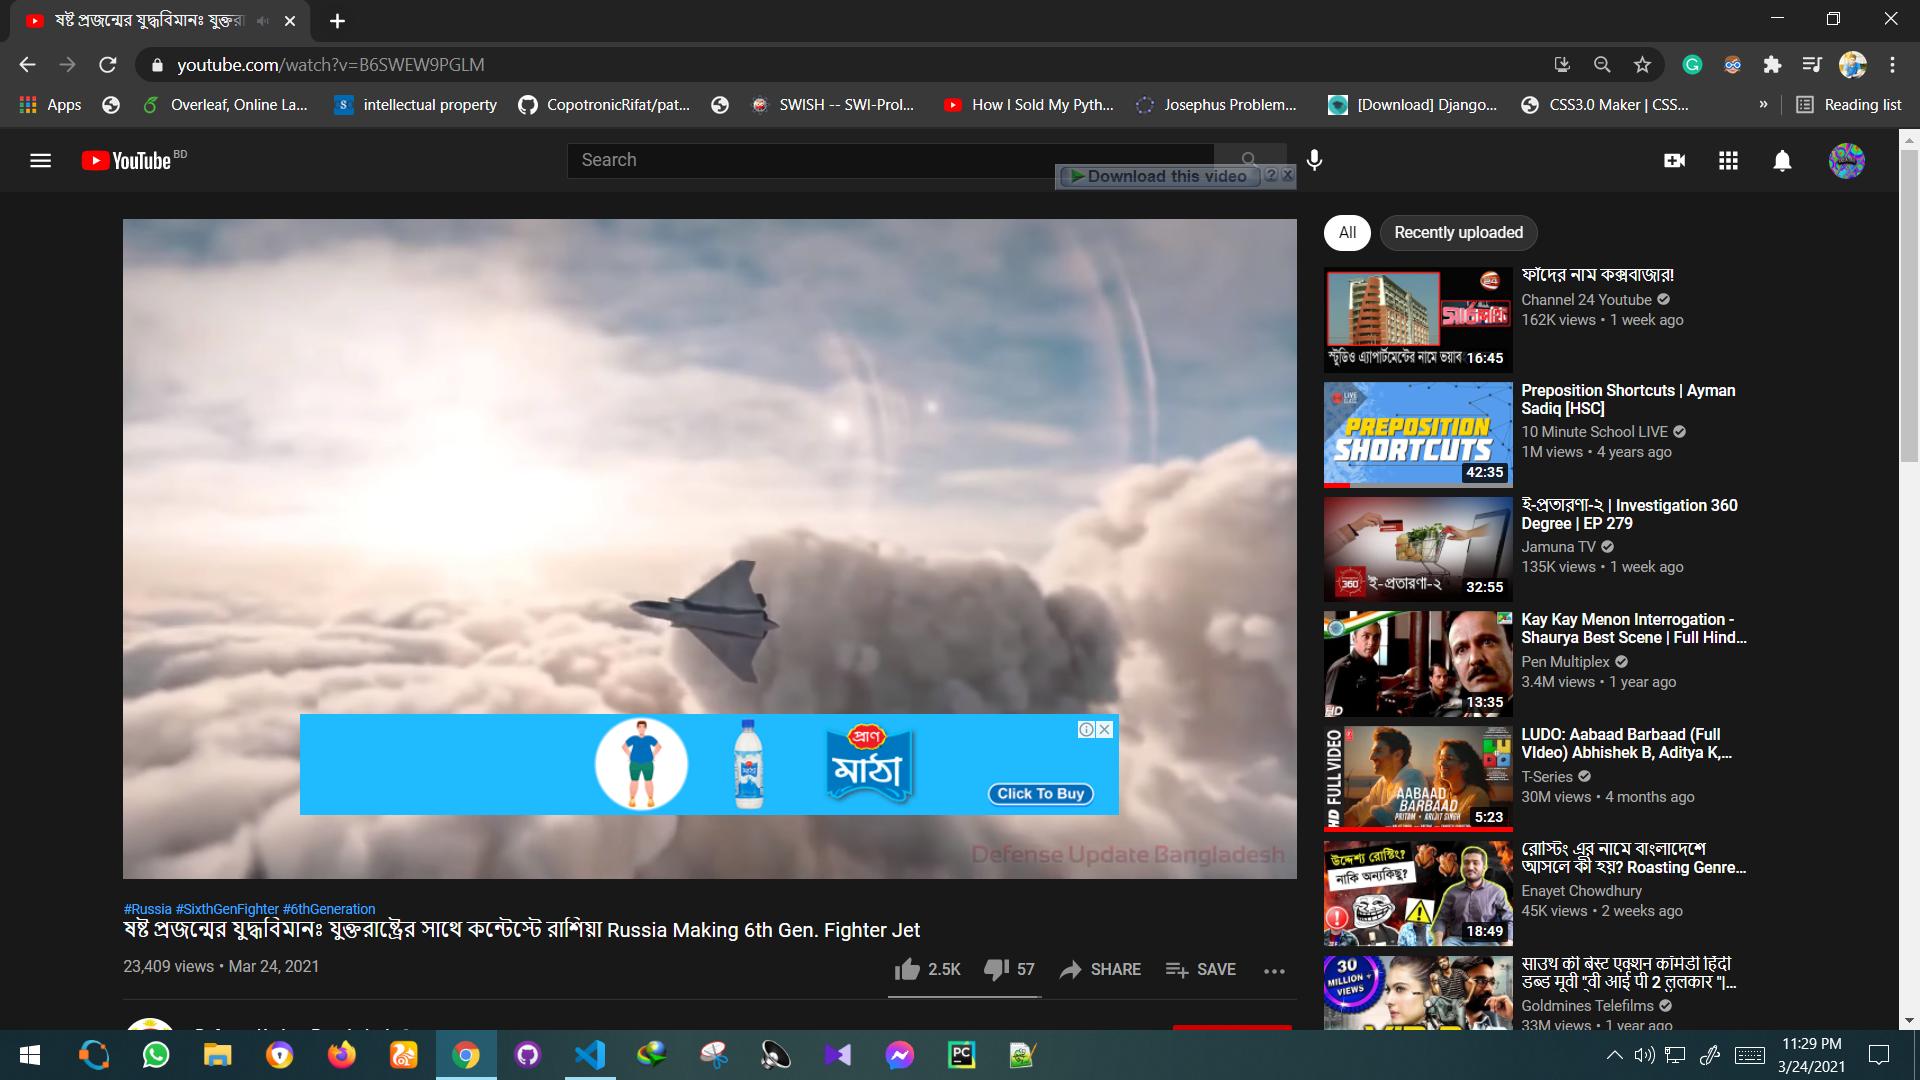 ষষ্ট প্রজন্মের যুদ্ধবিমানঃ যুক্তরা
youtube.com/watch?v=B6SWEW9PGLM
Apps
Overleaf, Online La...
intellectual property
CopotronicRifat/pat...
SWISH -- SWI-Prol...
How I Sold My Pyth...
Josephus Problem...
[Download] Django...
CSS3.0 Maker | CSS...
»
Reading list
YouTube BD
Search
Download this video
All
Recently uploaded
24
স্টুডিও এ্যাপার্টমেন্টের নামে ভয়াব
16:45
ফাঁদের নাম কক্সবাজার!
Channel 24 Youtube
162K views • 1 week ago
PREPOSITION
SHORTCUTS
42:35
Preposition Shortcuts | Ayman
Sadiq [HSC]
10 Minute School LIVE
1M views • 4 years ago
360
ই-প্রতারণা-২
32:55
ই-প্রতারণা-২ | Investigation 360
Degree | EP 279
Jamuna TV
135K views • 1 week ago
HD
13:35
Kay Kay Menon Interrogation -
Shaurya Best Scene | Full Hind...
Pen Multiplex
3.4M views • 1 year ago
HD FULL VIDEO
AABAAD
BARBAAD
PRITAM • ARIJIT SINGH
5:23
LUDO: Aabaad Barbaad (Full
VIdeo) Abhishek B, Aditya K,...
T-Series
30M views • 4 months ago
উদ্দেশ্য রোস্টিং?
নাকি অন্যকিছু?
18:49
রোস্টিং এর নামে বাংলাদেশে
আসলে কী হয়? Roasting Genre...
Enayet Chowdhury
45K views • 2 weeks ago
30
MILLION +
VIEWS
साउथ की बेस्ट एक्शन कॉमेडी हिंदी
डब्ड मूवी "वी आई पी 2 ललकार "|...
Goldmines Telefilms
33M views • 1 year ago
প্রাণ
মাঠা
Click To Buy
Defense Update Bangladesh
#Russia #SixthGenFighter #6thGeneration
ষষ্ট প্রজন্মের যুদ্ধবিমানঃ যুক্তরাষ্ট্রের সাথে কন্টেস্টে রাশিয়া Russia Making 6th Gen. Fighter Jet
23,409 views • Mar 24, 2021
2.5K
57
SHARE
SAVE
11:29 PM
3/24/2021